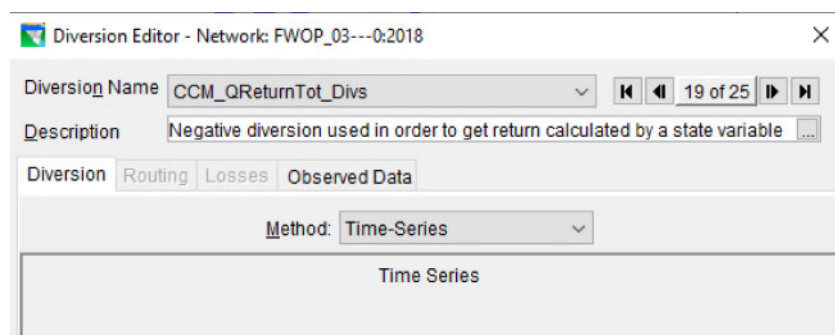 Diversion Editor - Network: FWOP_03---0:2018
Diversion Name CCM_QReturnTot_Divs 19 of 25
Description Negative diversion used in order to get return calculated by a state variable ...
Diversion Routing Losses Observed Data
Method: Time-Series
Time Series